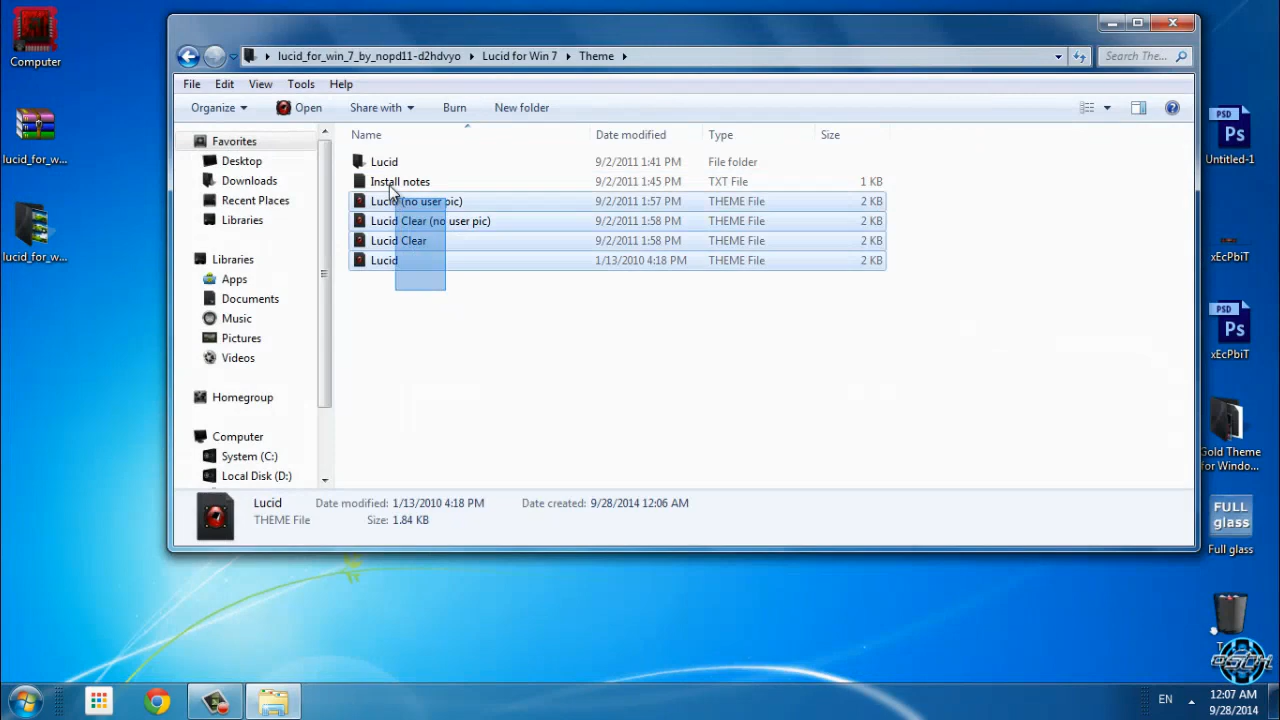 Computer
lucid_for_w...
lucid_for_w...
lucid_for_win_7_by_nopd11-d2hdvyo
Lucid for Win 7
Theme
Search The...
File
Edit
View
Tools
Help
Organize
Open
Share with
Burn
New folder
Name
Date modified
Type
Size
Favorites
Desktop
Downloads
Recent Places
Libraries
Libraries
Apps
Documents
Music
Pictures
Videos
Homegroup
Computer
System (C:)
Local Disk (D:)
Lucid 9/2/2011 1:41 PM File folder
Install notes 9/2/2011 1:45 PM TXT File 1 KB
Lucid (no user pic) 9/2/2011 1:57 PM THEME File 2 KB
Lucid Clear (no user pic) 9/2/2011 1:58 PM THEME File 2 KB
Lucid Clear 9/2/2011 1:58 PM THEME File 2 KB
Lucid 1/13/2010 4:18 PM THEME File 2 KB
Lucid Date modified: 1/13/2010 4:18 PM Date created: 9/28/2014 12:06 AM
THEME File Size: 1.84 KB
PSD
Ps
Untitled-1
xEcPbiT
PSD
Ps
xEcPbiT
Gold Theme
for Windo...
FULL
glass
Full glass
EN
12:07 AM
9/28/2014